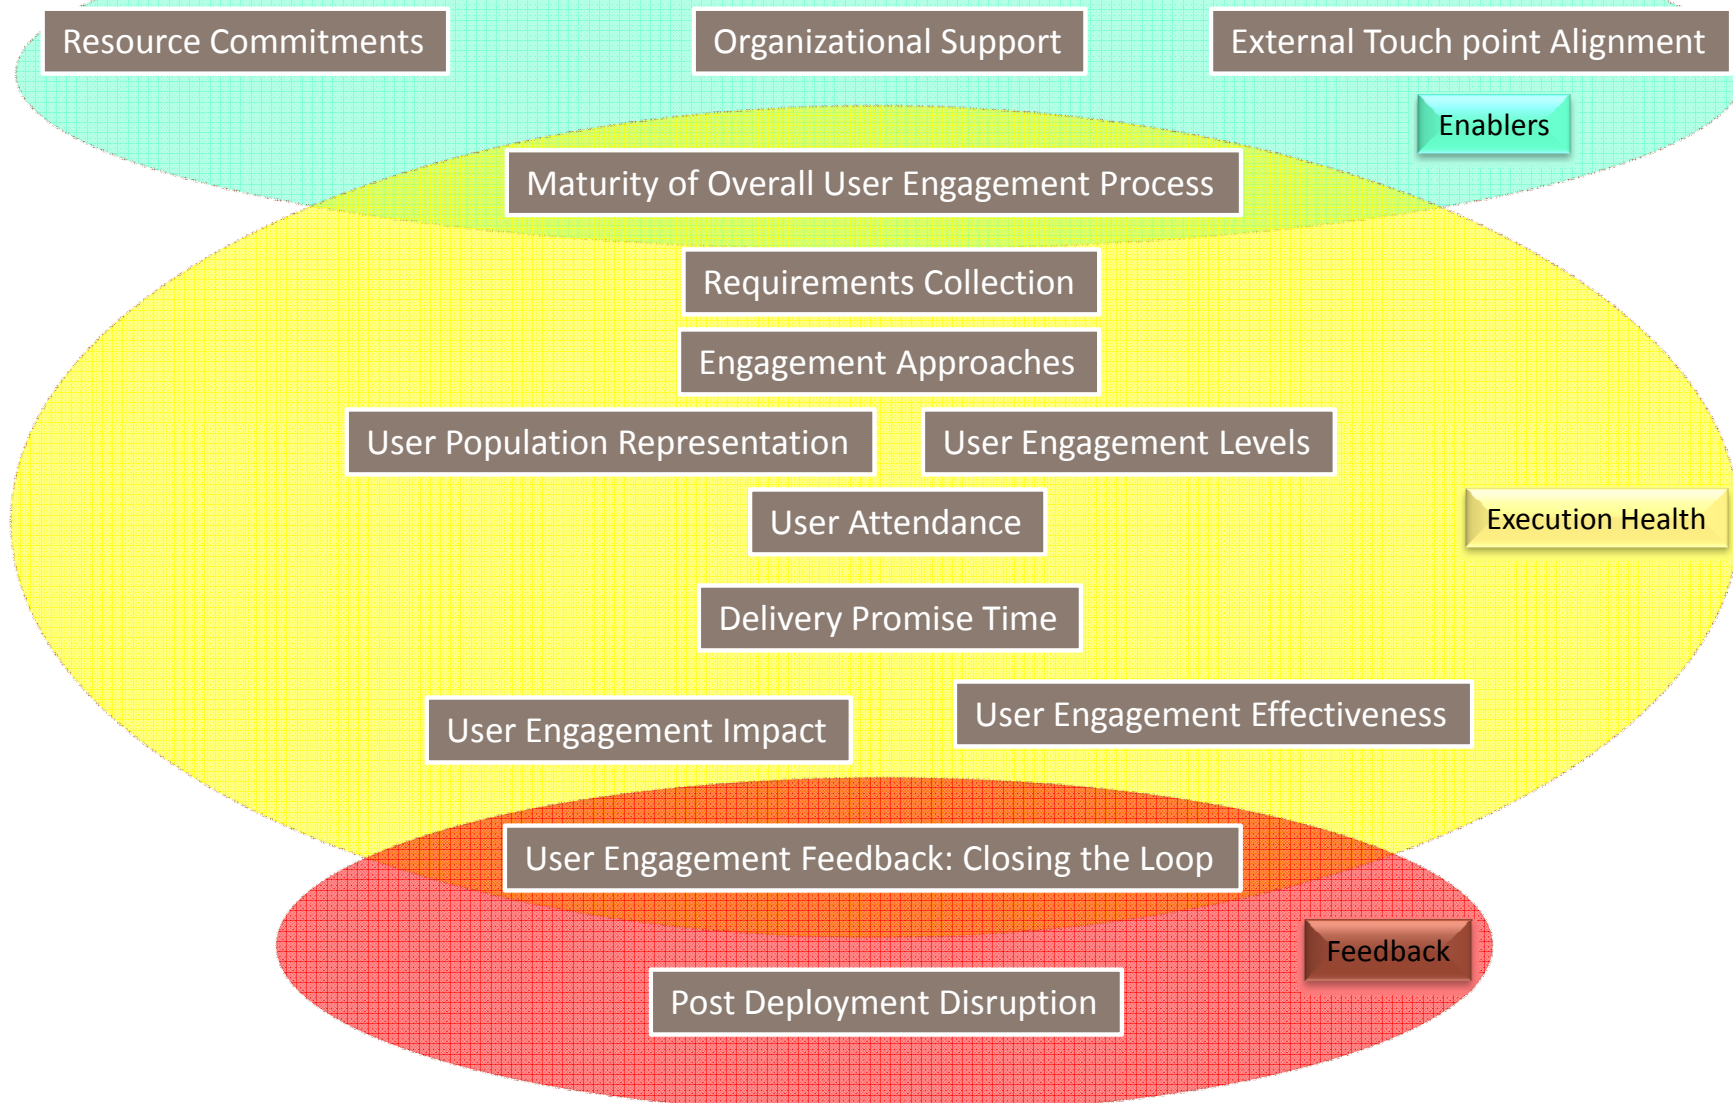 Resource Commitments
Organizational Support
External Touch point Alignment
Enablers
Maturity of Overall User Engagement Process
Requirements Collection
Engagement Approaches
User Population Representation
User Engagement Levels
User Attendance
Execution Health
Delivery Promise Time
User Engagement Impact
User Engagement Effectiveness
User Engagement Feedback: Closing the Loop
Feedback
Post Deployment Disruption